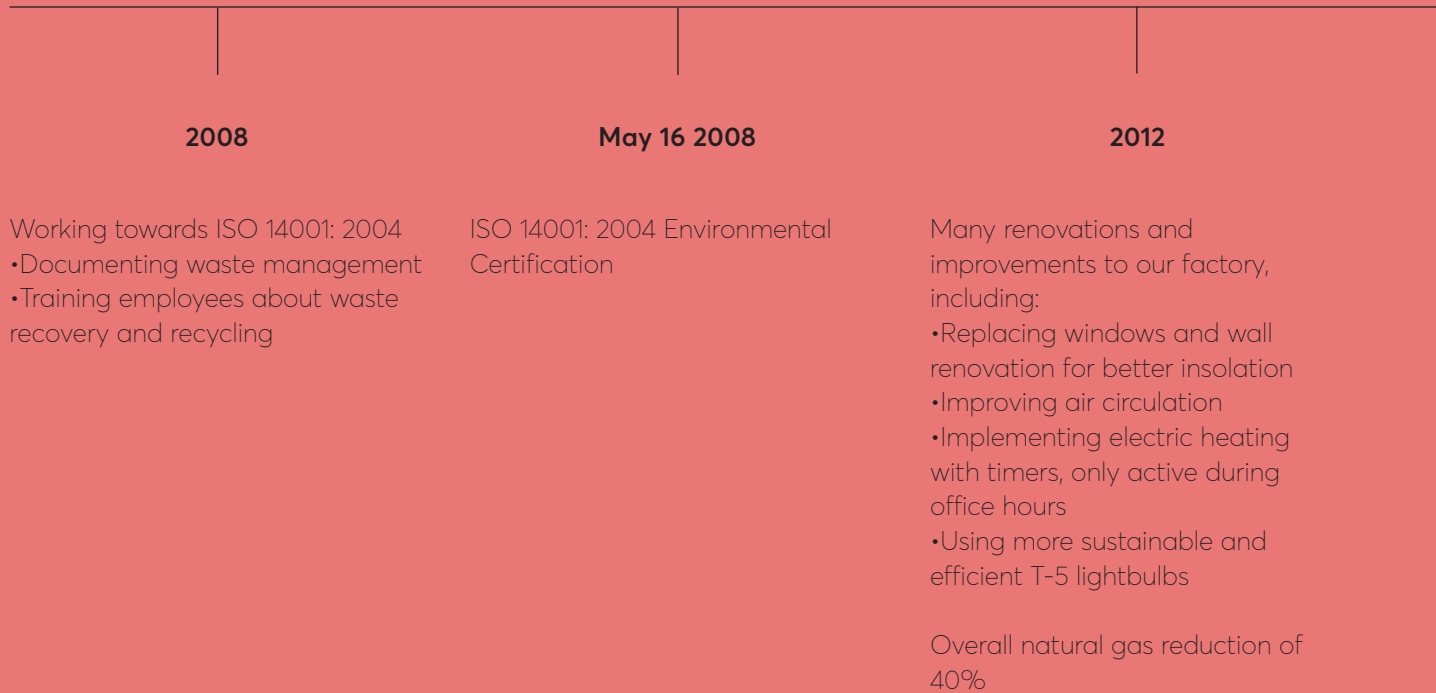 2008
Working towards ISO 14001: 2004
•Documenting waste management
•Training employees about waste
recovery and recycling
May 16 2008
ISO 14001: 2004 Environmental
Certification
2012
Many renovations and
improvements to our factory,
including:
•Replacing windows and wall
renovation for better insolation
•Improving air circulation
•Implementing electric heating
with timers, only active during
office hours
•Using more sustainable and
efficient T-5 lightbulbs
Overall natural gas reduction of
40%